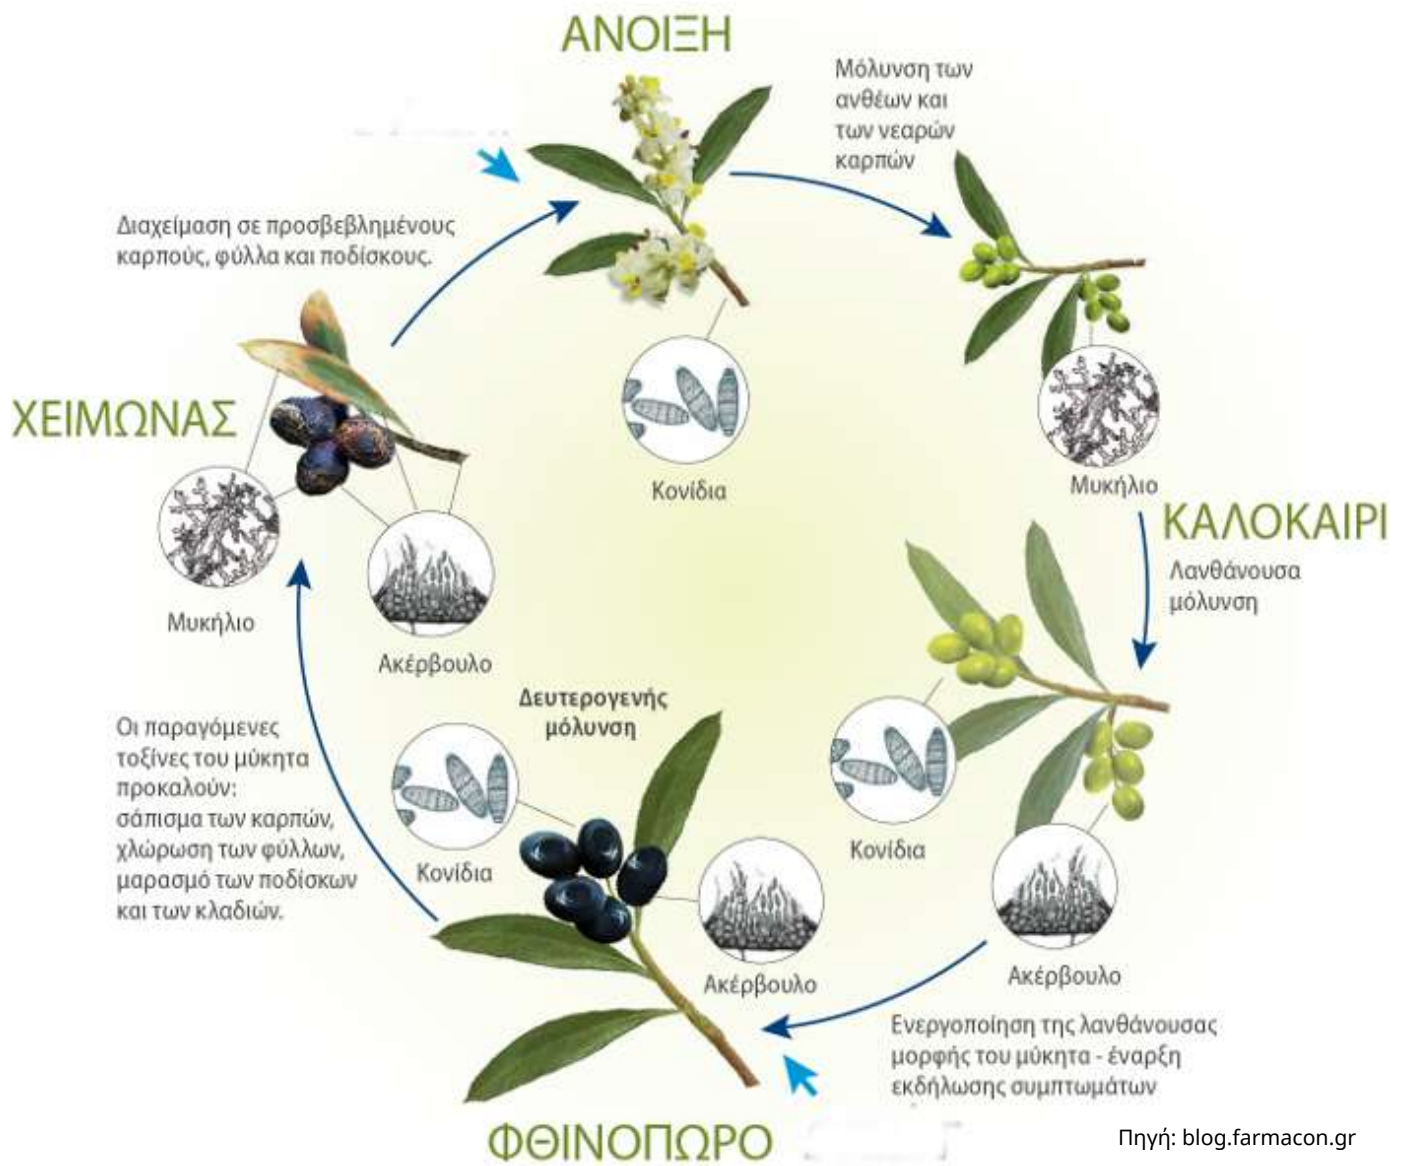 ΑΝΟΙΞΗ
Μόλυνση των
ανθέων και
των νεαρών
καρπών
Διαχείμαση σε προσβεβλημένους
καρπούς, φύλλα και ποδίσκους.
ΧΕΙΜΩΝΑΣ
Κονίδια
Μυκήλιο
ΚΑΛΟΚΑΙΡΙ
Λανθάνουσα
μόλυνση
Μυκήλιο
Ακέρβουλο
Δευτερογενής
μόλυνση
Οι παραγόμενες
τοξίνες του μύκητα
προκαλούν:
σάπισμα των καρπών,
χλώρωση των φύλλων,
μαρασμό των ποδίσκων
και των κλαδιών.
Κονίδια
Κονίδια
Ακέρβουλο
Ακέρβουλο
Ενεργοποίηση της λανθάνουσας
μορφής του μύκητα - έναρξη
εκδήλωσης συμπτωμάτων
ΦΘΙΝΟΠΩΡΟ
Πηγή: blog.farmacon.gr